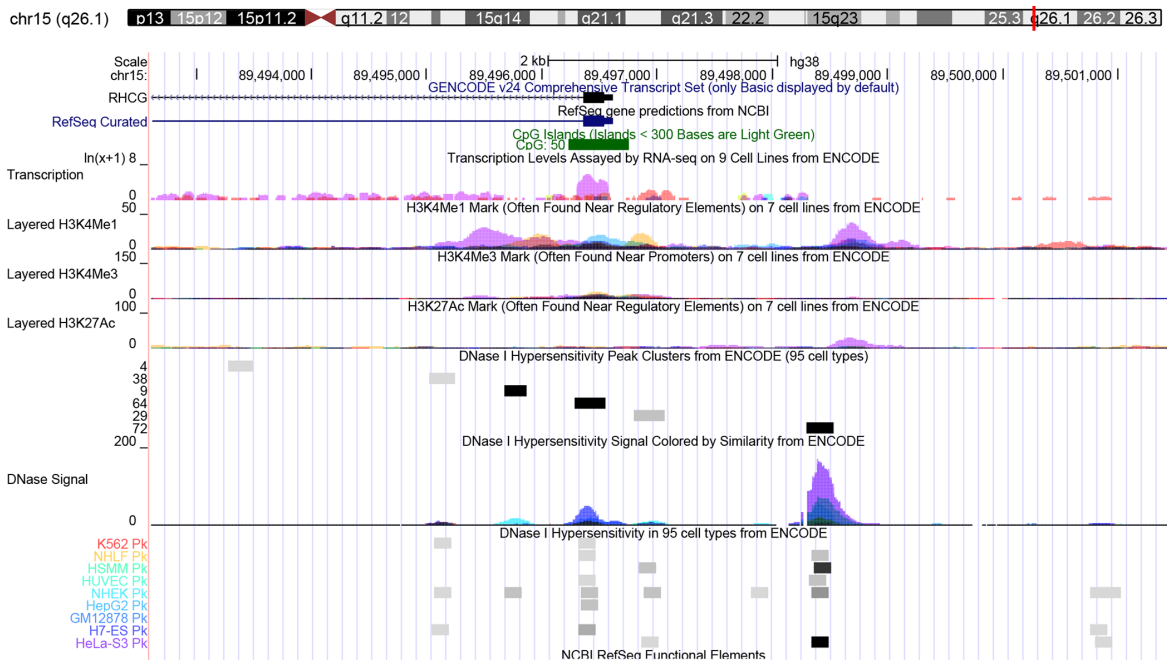 chr15 (q26.1) p13 15p12 15p11.2 q11.2 12 15q14 q21.1 q21.3 22.2 15q23 25.3 q26.1 26.2 26.3
Scale 2 kb hg38
chr15: 89,494,000 89,495,000 89,496,000 89,497,000 89,498,000 89,499,000 89,500,000 89,501,000
GENCODE v24 Comprehensive Transcript Set (only Basic displayed by default)
RHCG
RefSeq gene predictions from NCBI
RefSeq Curated
CpG Islands (Islands < 300 Bases are Light Green)
CpG: 50
Transcription Levels Assayed by RNA-seq on 9 Cell Lines from ENCODE
ln(x+1) 8
Transcription
0
H3K4Me1 Mark (Often Found Near Regulatory Elements) on 7 cell lines from ENCODE
50
Layered H3K4Me1
0
H3K4Me3 Mark (Often Found Near Promoters) on 7 cell lines from ENCODE
150
Layered H3K4Me3
0
H3K27Ac Mark (Often Found Near Regulatory Elements) on 7 cell lines from ENCODE
100
Layered H3K27Ac
0
DNase I Hypersensitivity Peak Clusters from ENCODE (95 cell types)
4
38
9
64
29
72
DNase I Hypersensitivity Signal Colored by Similarity from ENCODE
200
DNase Signal
0
DNase I Hypersensitivity in 95 cell types from ENCODE
K562 Pk
NHLF Pk
HSMM Pk
HUVEC Pk
NHEK Pk
HepG2 Pk
GM12878 Pk
H7-ES Pk
HeLa-S3 Pk
NCBI RefSeq Functional Elements